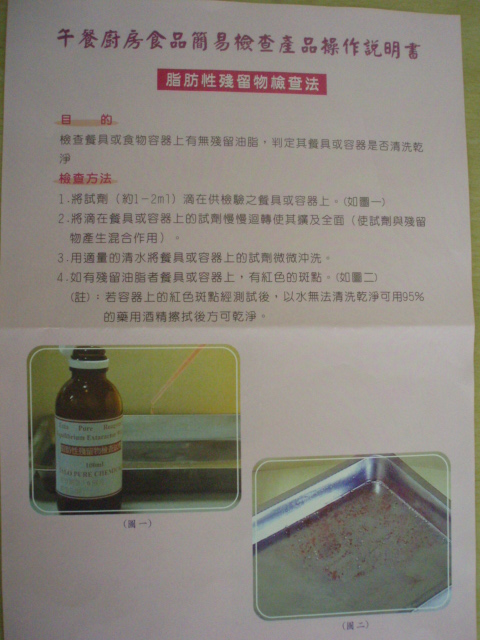 午餐廚房食品簡易檢查產品操作說明書
脂肪性殘留物檢查法
目 的
檢查餐具或食物容器上有無殘留油脂，判定其餐具或容器是否清洗乾
淨
檢查方法
1.將試劑（約1-2ml）滴在供檢驗之餐具或容器上。(如圖一)
2.將滴在餐具或容器上的試劑慢慢迴轉使其擴及全面（使試劑與殘留
物產生混合作用）。
3.用適量的清水將餐具或容器上的試劑微微沖洗。
4.如有殘留油脂者餐具或容器上，有紅色的斑點。(如圖二)
(註)：若容器上的紅色斑點經測試後，以水無法清洗乾淨可用95%
的藥用酒精擦拭後方可乾淨。
Pure
100ml
PURE CHEM
(圖一)
(圖二)